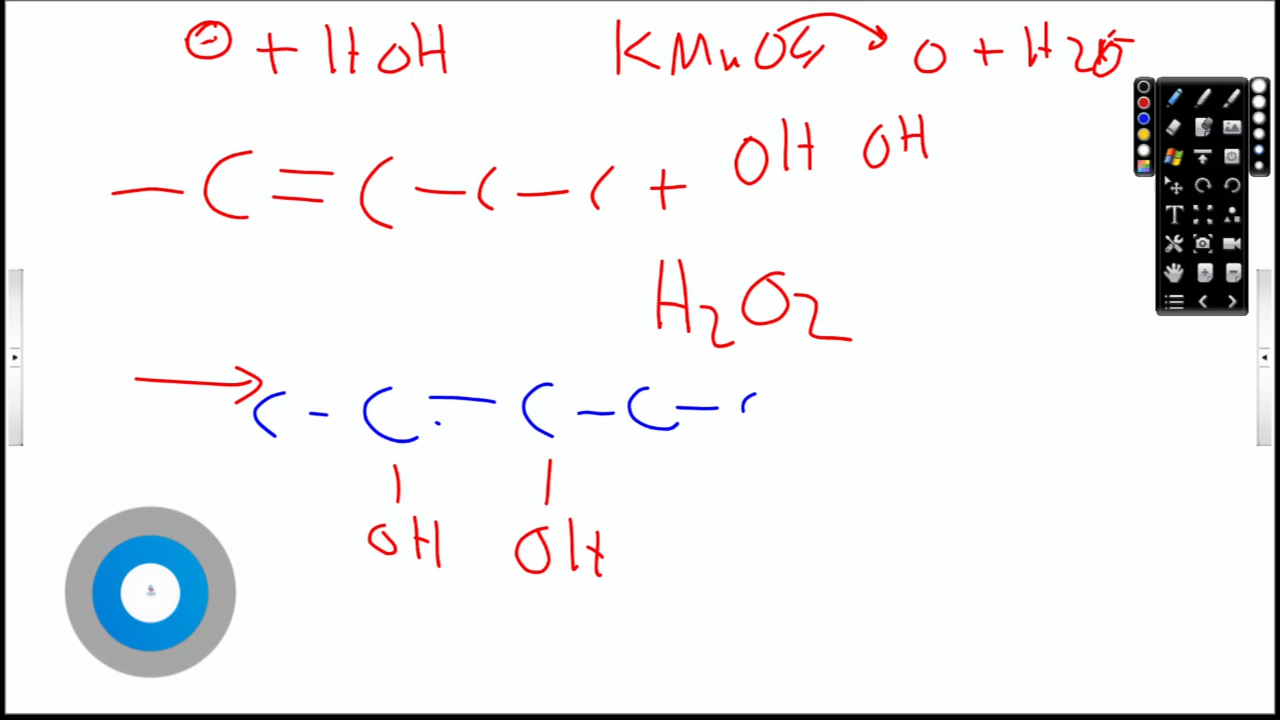 ⊖ + HOH KMnO4 → O + H2O
— C = C — C — C + OH OH
H2O2
→ C - C — C — C — C
OH OH